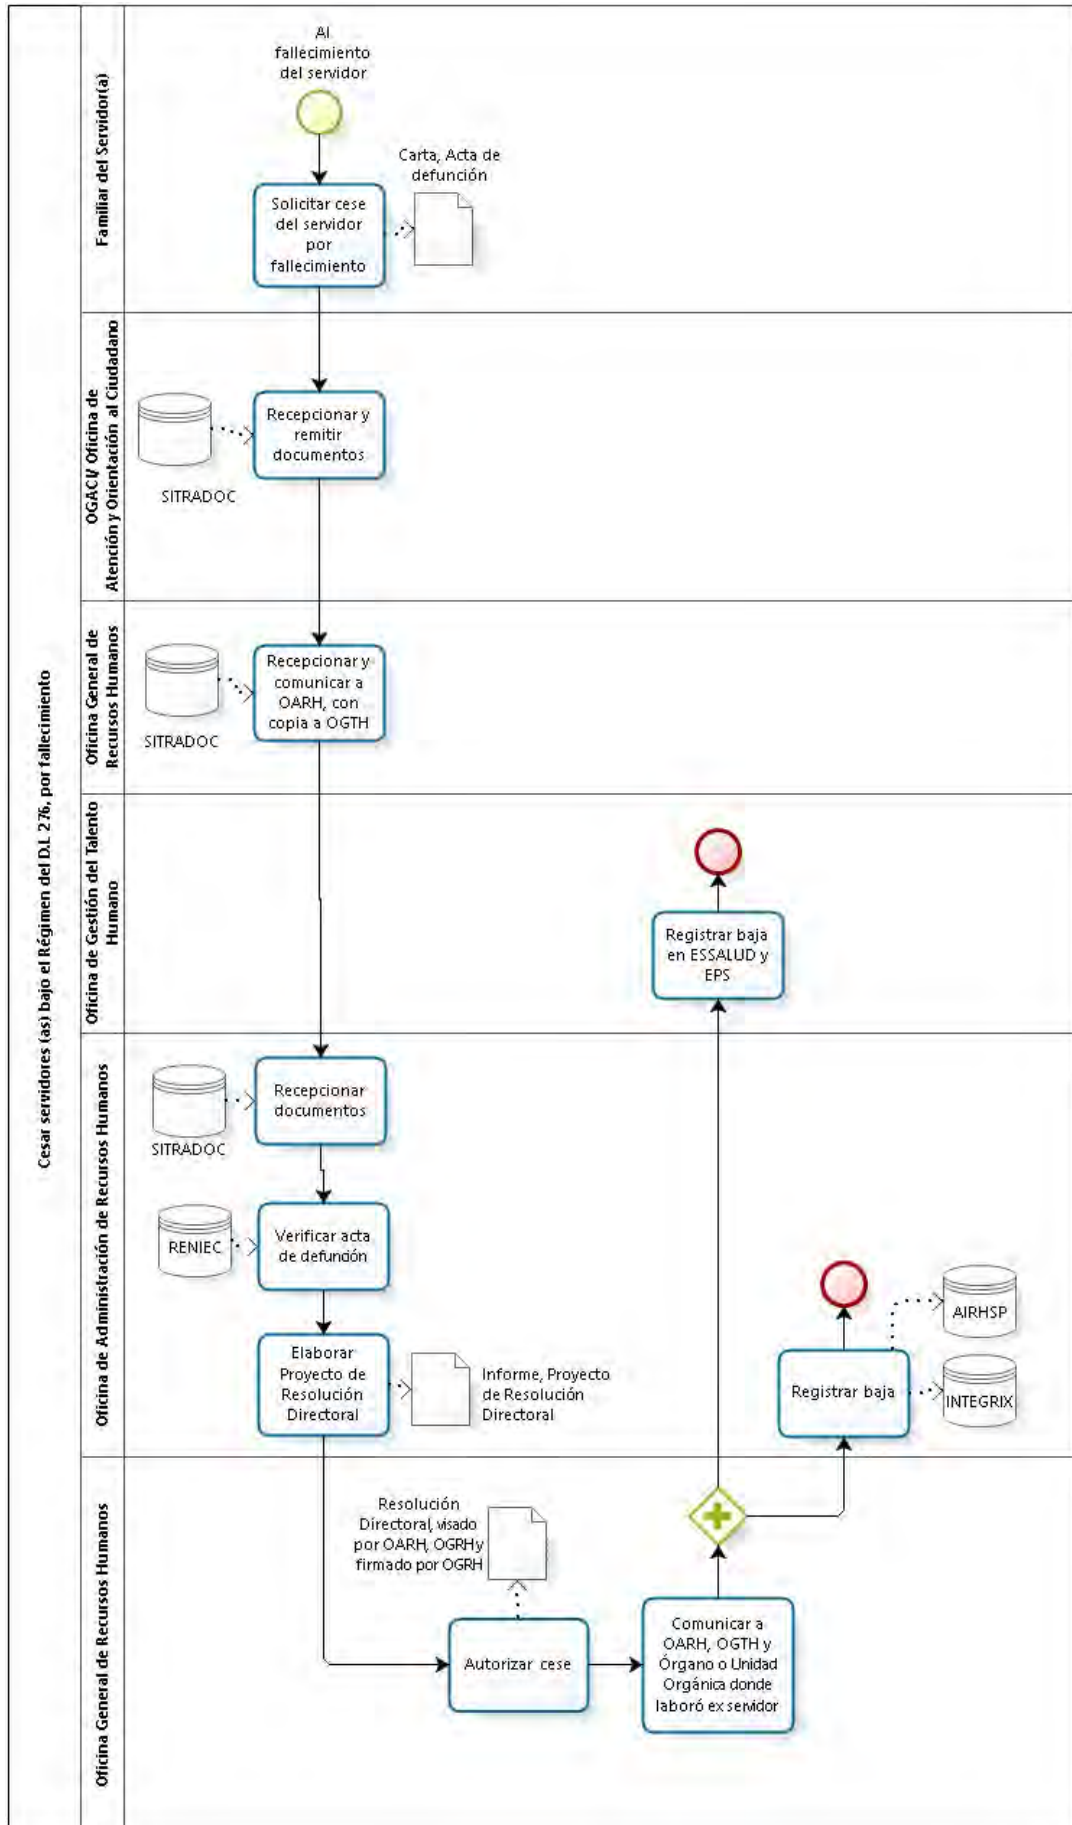 Cesar servidores (as) bajo el Régimen del D.L 276, por fallecimiento
Familiar del Servidor(a)
Al
fallecimiento
del servidor
Solicitar cese
del servidor
por
fallecimiento
Carta, Acta de
defunción
OGACI/ Oficina de
Atención y Orientación al Ciudadano
SITRADOC
Recepcionar y
remitir
documentos
Oficina General de
Recursos Humanos
SITRADOC
Recepcionar y
comunicar a
OARH, con
copia a OGTH
Oficina de Gestión del Talento
Humano
Registrar baja
en ESSALUD y
EPS
Oficina de Administración de Recursos Humanos
SITRADOC
Recepcionar
documentos
RENIEC
Verificar acta
de defunción
Elaborar
Proyecto de
Resolución
Directoral
Informe, Proyecto
de Resolución
Directoral
Registrar baja
AIRHSP
INTEGRIX
Oficina General de Recursos Humanos
Resolución
Directoral, visado
por OARH, OGRH y
firmado por OGRH
Autorizar cese
Comunicar a
OARH, OGTH y
Órgano o Unidad
Orgánica donde
laboró ex servidor